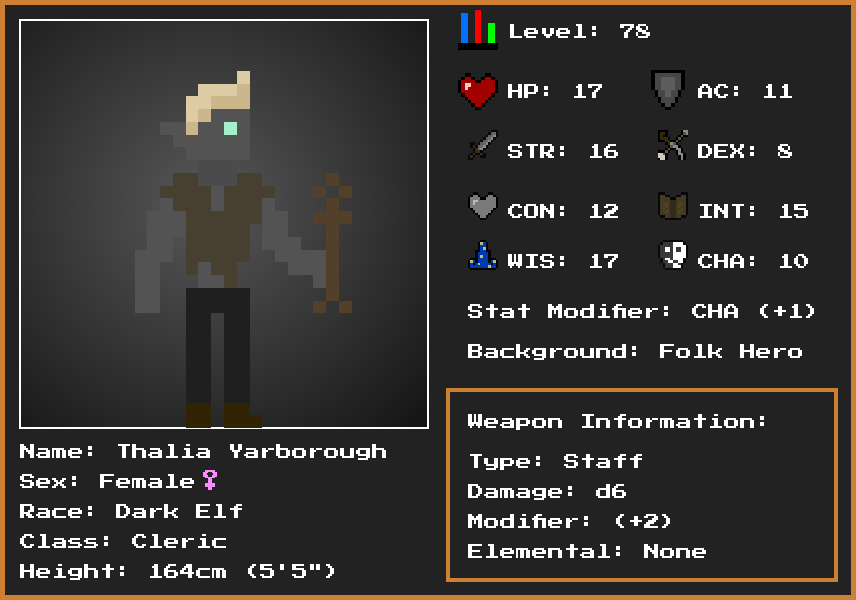 Level: 78
HP: 17 AC: 11
STR: 16 DEX: 8
CON: 12 INT: 15
WIS: 17 CHA: 10
Stat Modifier: CHA (+1)
Background: Folk Hero
Weapon Information:
Type: Staff
Damage: d6
Modifier: (+2)
Elemental: None
Name: Thalia Yarborough
Sex: Female♀
Race: Dark Elf
Class: Cleric
Height: 164cm (5'5")